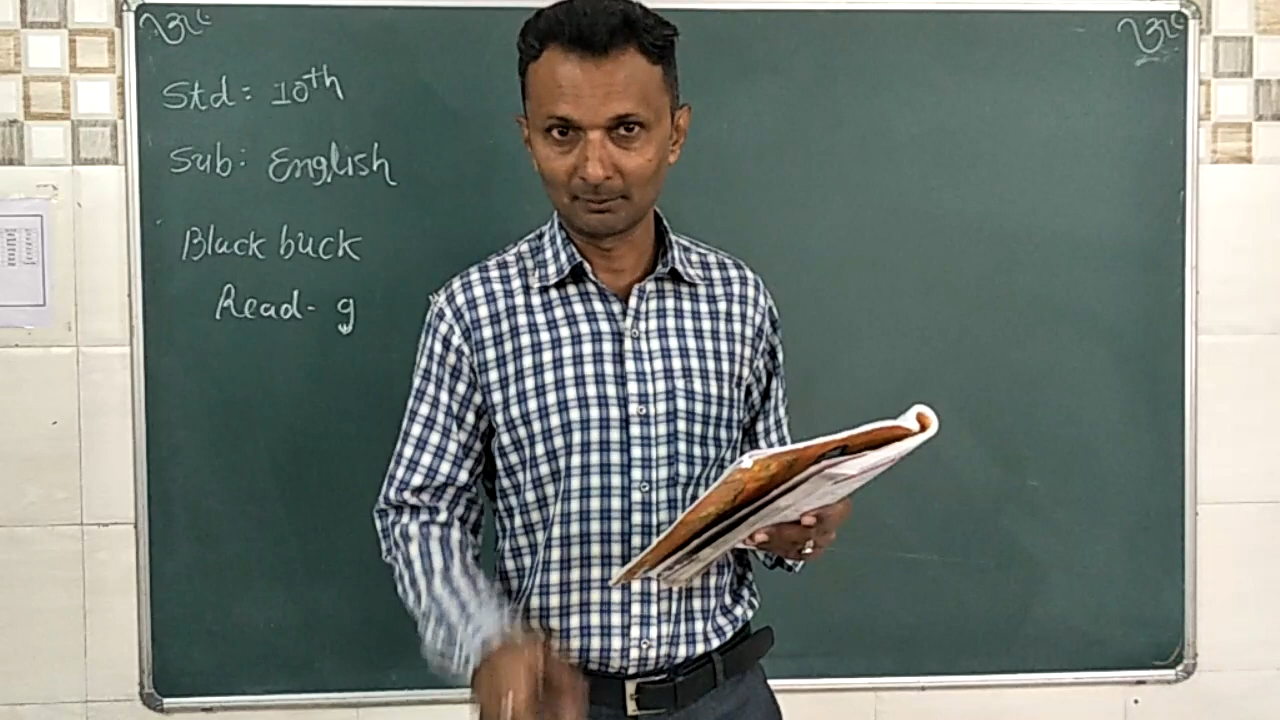 ૐ
ૐ
Std: 10th
Sub: English
Black buck
Read- 9